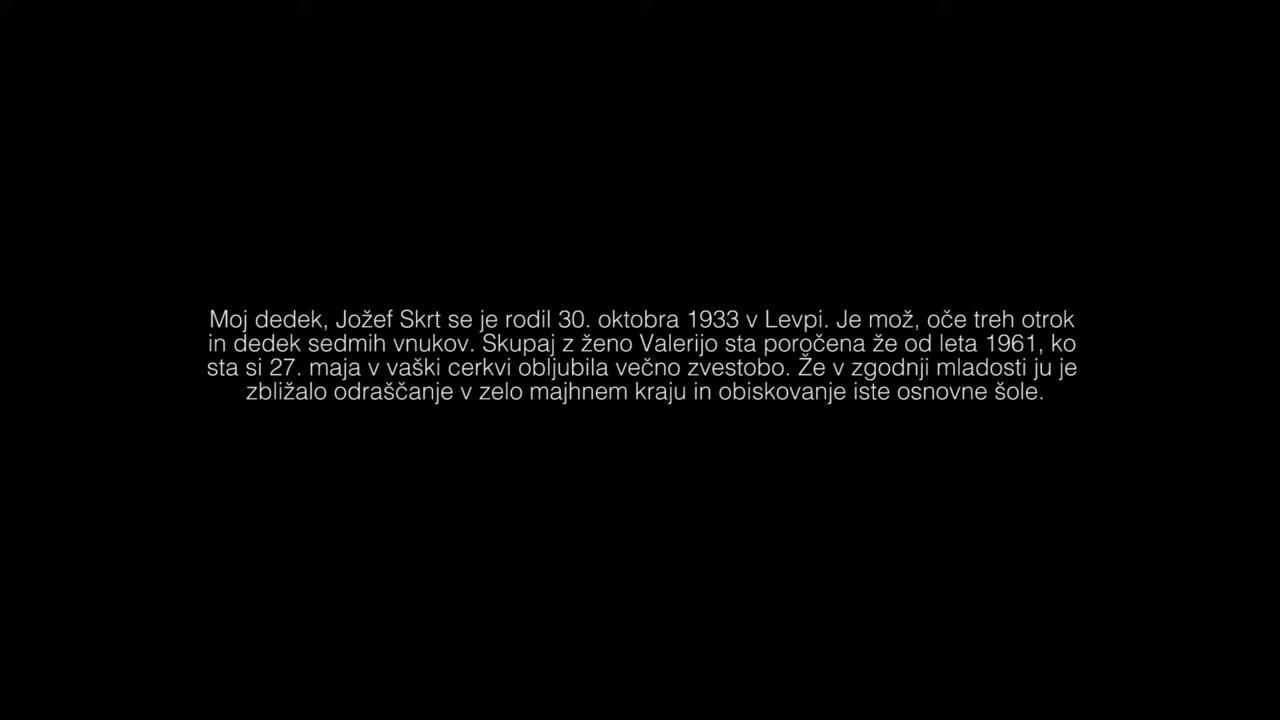 Moj dedek, Jožef Skrt se je rodil 30. oktobra 1933 v Levpi. Je mož, oče treh otrok
in dedek sedmih vnukov. Skupaj z ženo Valerijo sta poročena že od leta 1961, ko
sta si 27. maja v vaški cerkvi obljubila večno zvestobo. Že v zgodnji mladosti ju je
zbližalo odraščanje v zelo majhnem kraju in obiskovanje iste osnovne šole.